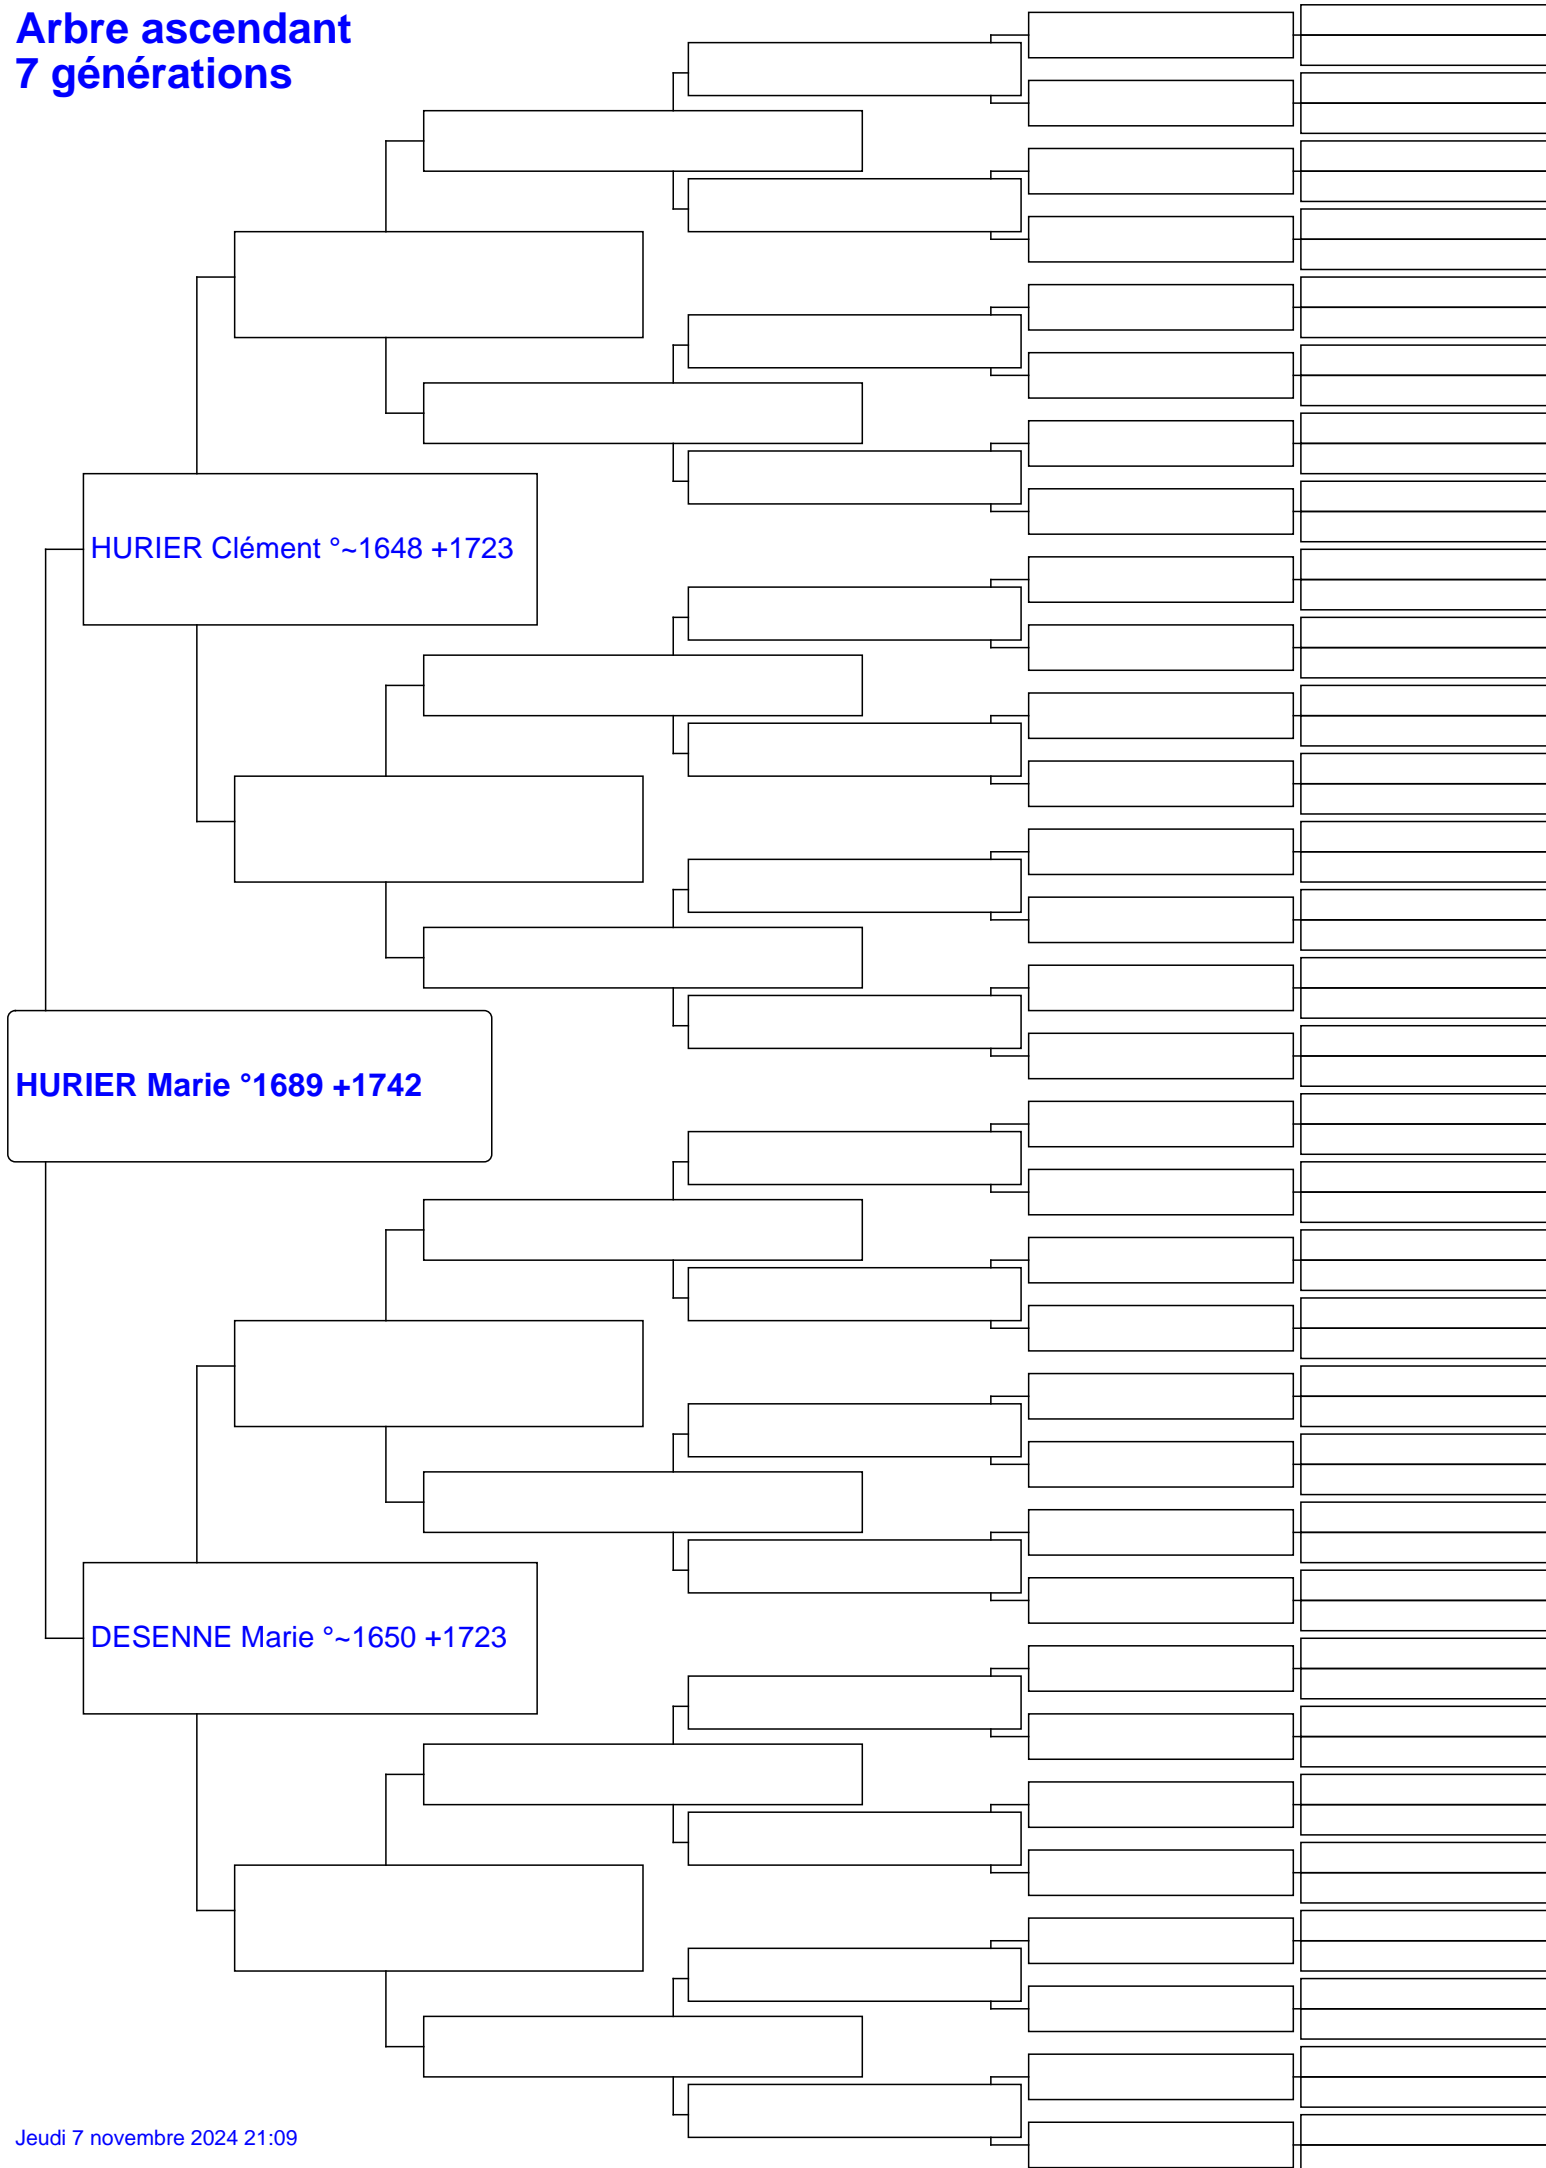 Arbre ascendant
7 générations
HURIER Clément °~1648 +1723
HURIER Marie °1689 +1742
DESENNE Marie °~1650 +1723
Jeudi 7 novembre 2024 21:09